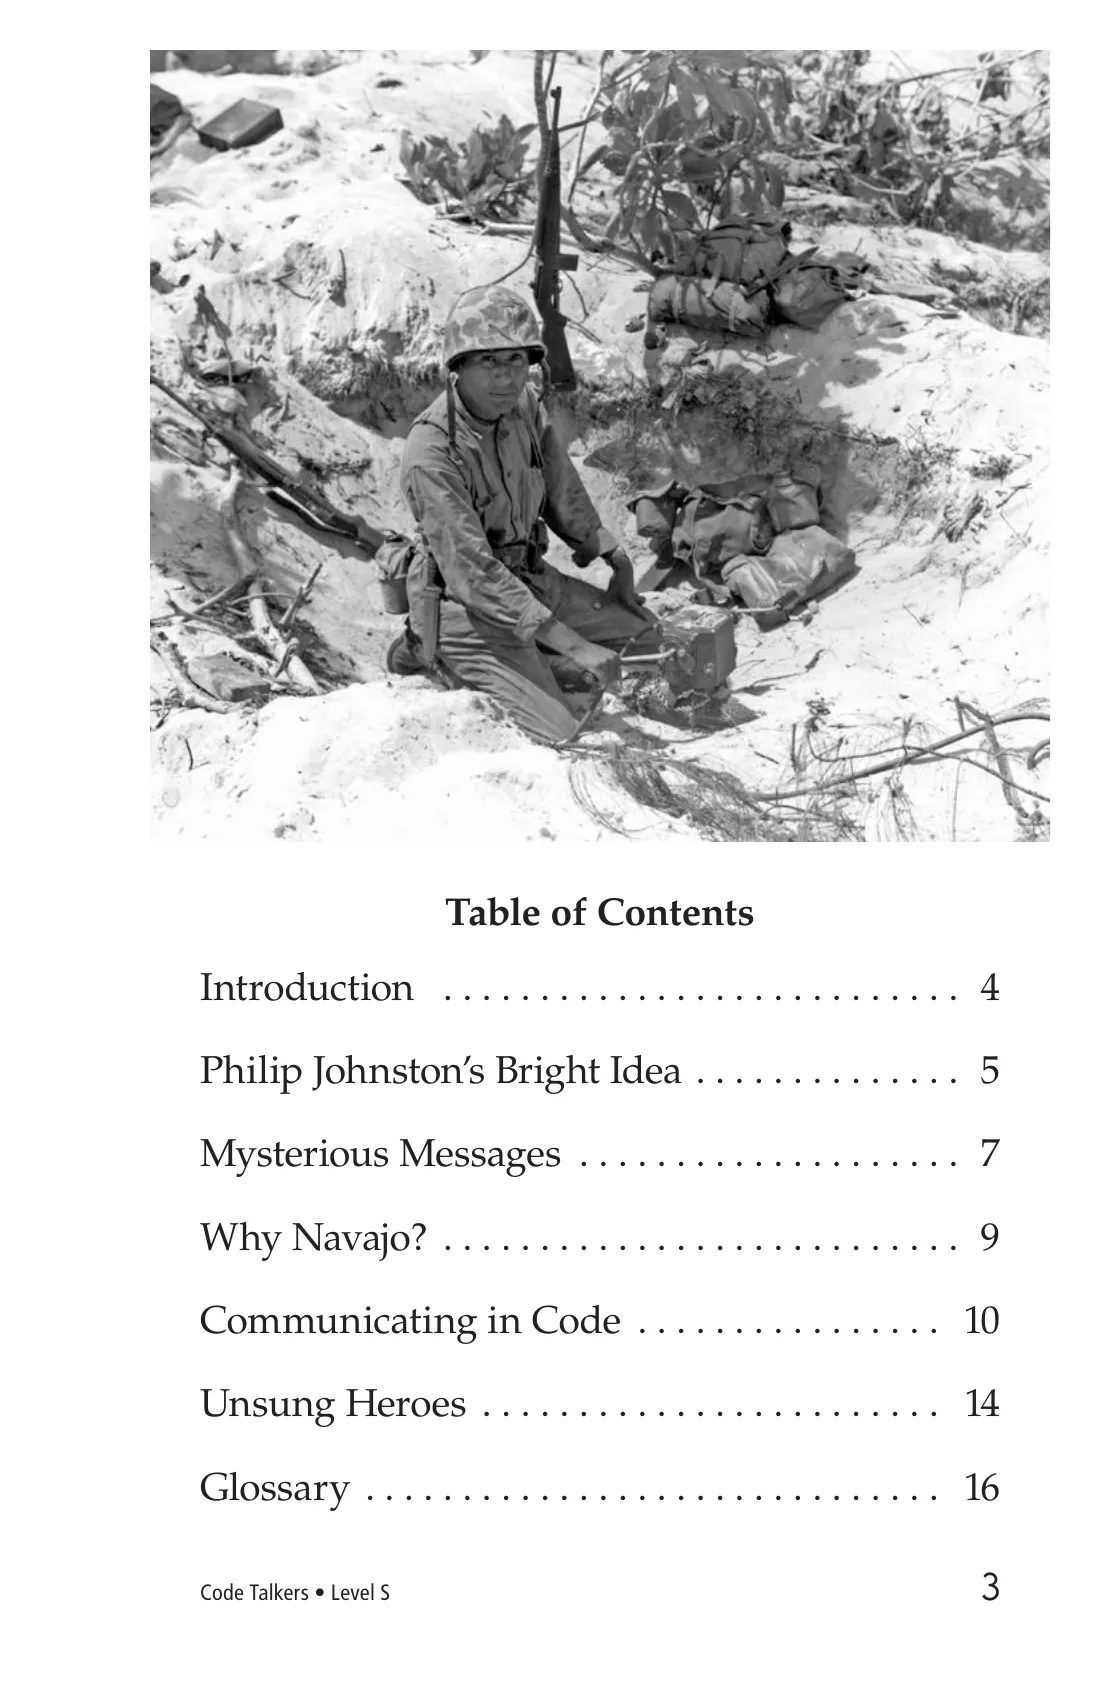 Table of Contents
Introduction . . . . . . . . . . . . . . . . . . . . . . . . . . . 4
Philip Johnston’s Bright Idea . . . . . . . . . . . . . . 5
Mysterious Messages . . . . . . . . . . . . . . . . . . . . 7
Why Navajo? . . . . . . . . . . . . . . . . . . . . . . . . . . . 9
Communicating in Code . . . . . . . . . . . . . . . . 10
Unsung Heroes . . . . . . . . . . . . . . . . . . . . . . . . 14
Glossary . . . . . . . . . . . . . . . . . . . . . . . . . . . . . . 16
Code Talkers • Level S 3